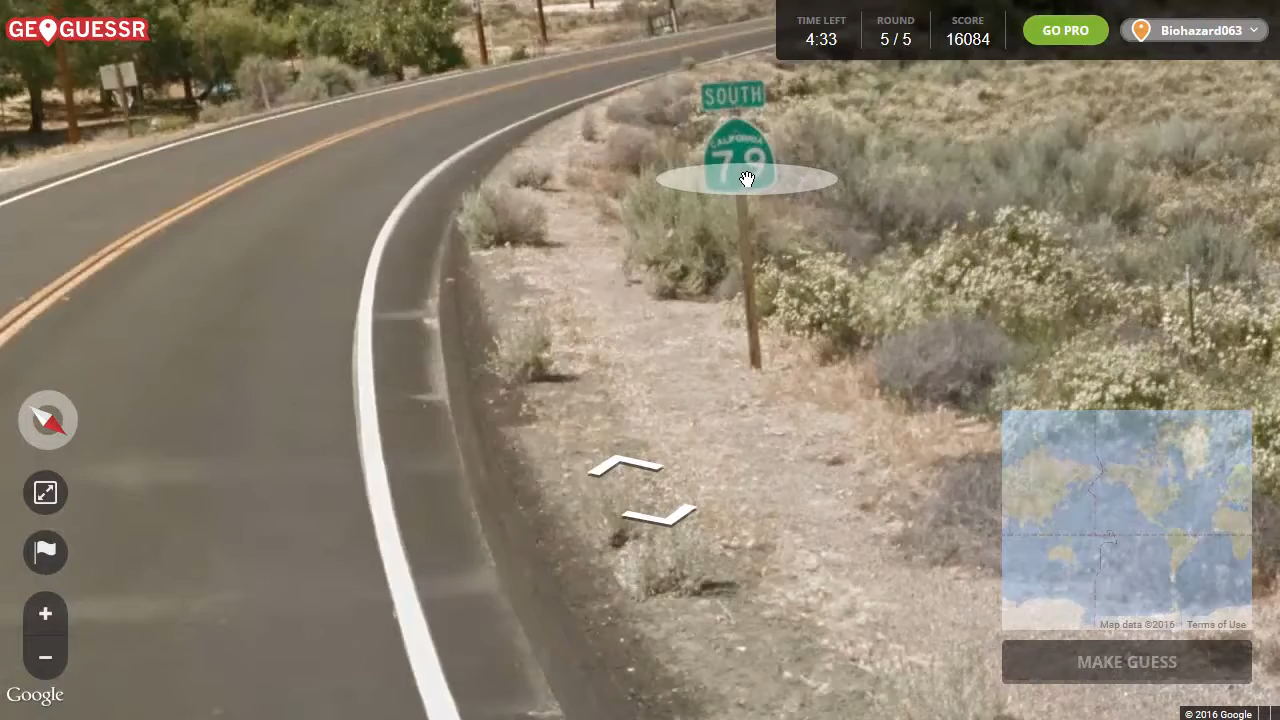 GEOGUESSR
TIME LEFT
4:33
ROUND
5 / 5
SCORE
16084
GO PRO
Biohazard063
SOUTH
CALIFORNIA
79
Map data ©2016
Terms of Use
MAKE GUESS
Google
© 2016 Google